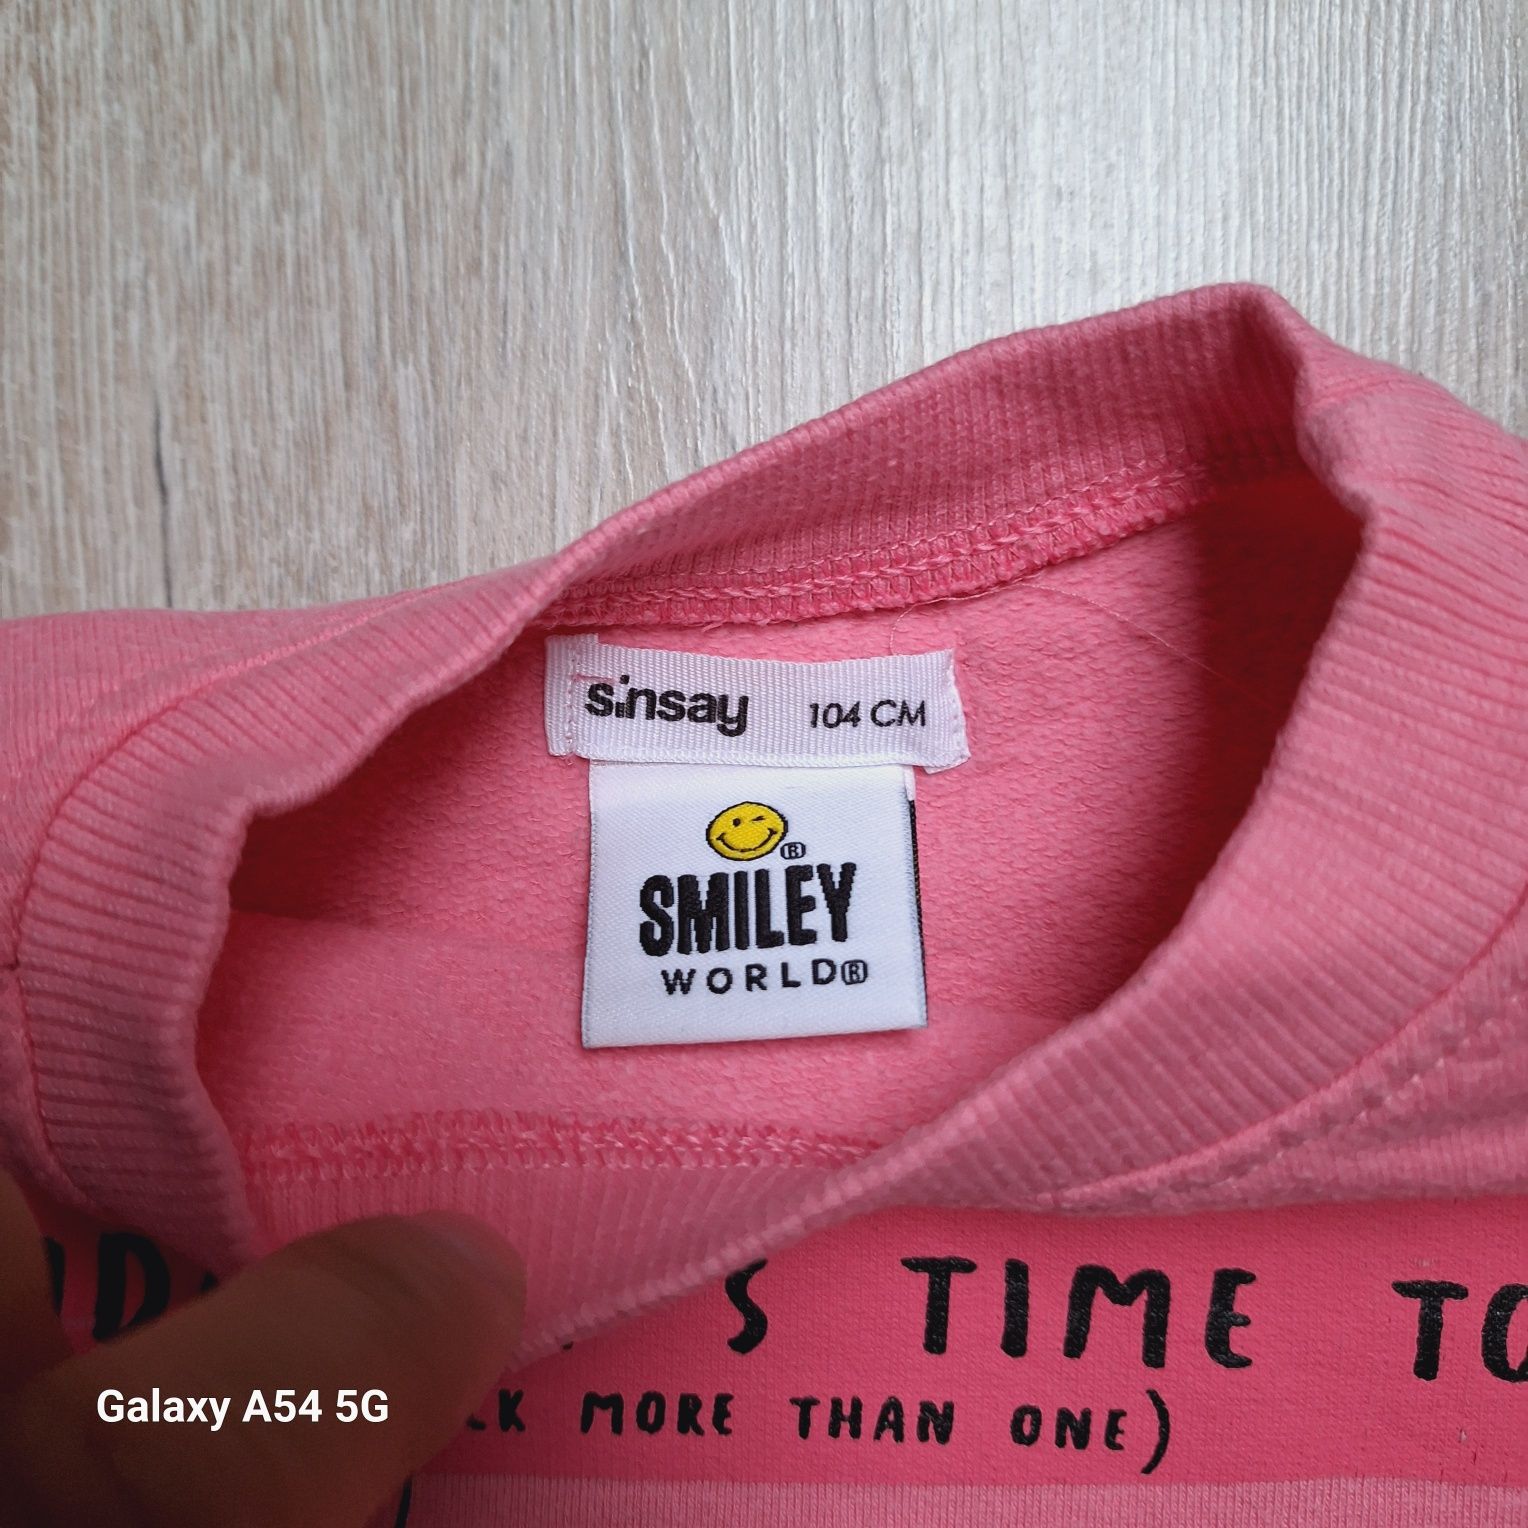 sinsay 104 CM
®
SMILEY
WORLD®
S TIME TO
MORE THAN ONE)
Galaxy A54 5G